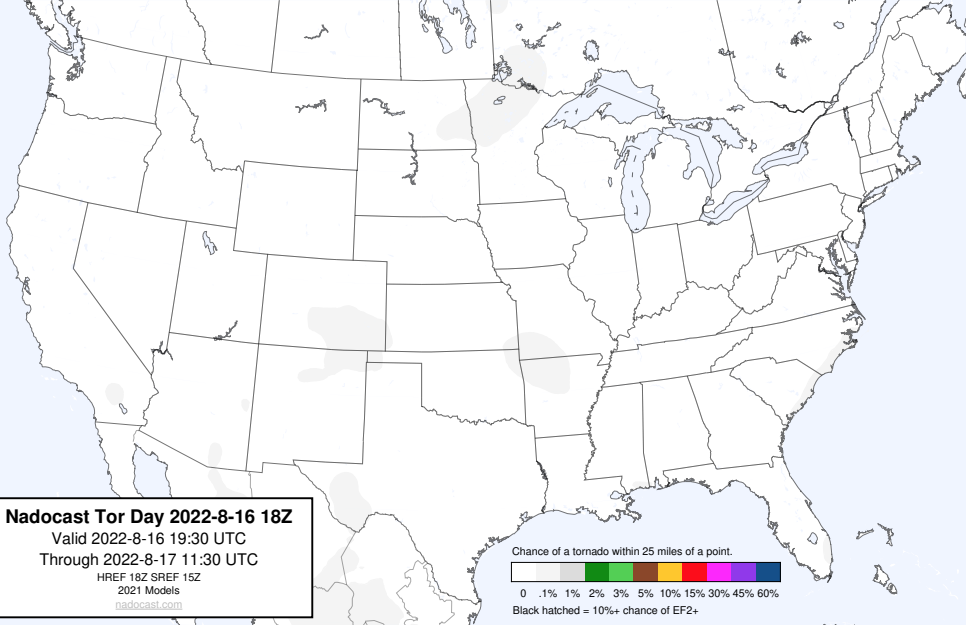 Nadocast Tor Day 2022-8-16 18Z
Valid 2022-8-16 19:30 UTC
Through 2022-8-17 11:30 UTC
HREF 18Z SREF 15Z
2021 Models
nadocast.com
Chance of a tornado within 25 miles of a point.
0 .1% 1% 2% 3% 5% 10% 15% 30% 45% 60%
Black hatched = 10%+ chance of EF2+